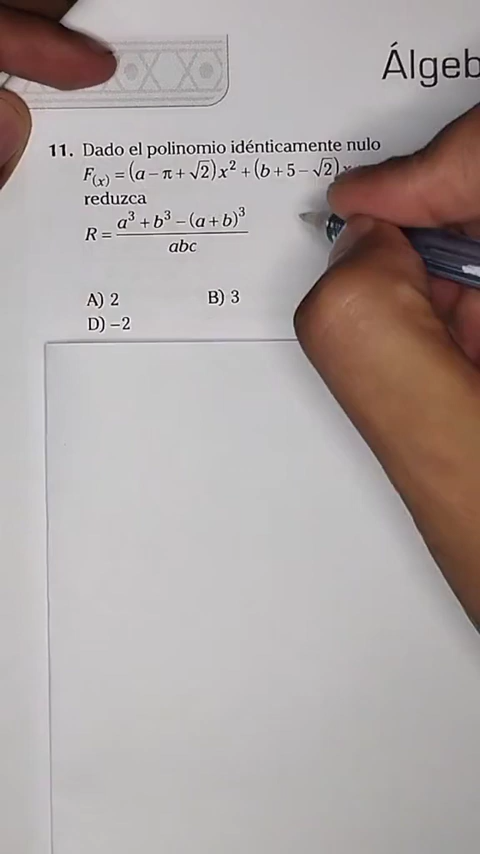 Álgeb
11. Dado el polinomio idénticamente nulo
F(x) = (a − π + √2)x² + (b + 5 − √2)
reduzca
R = \frac{a³ + b³ − (a + b)³}{abc}
A) 2 B) 3
D) −2